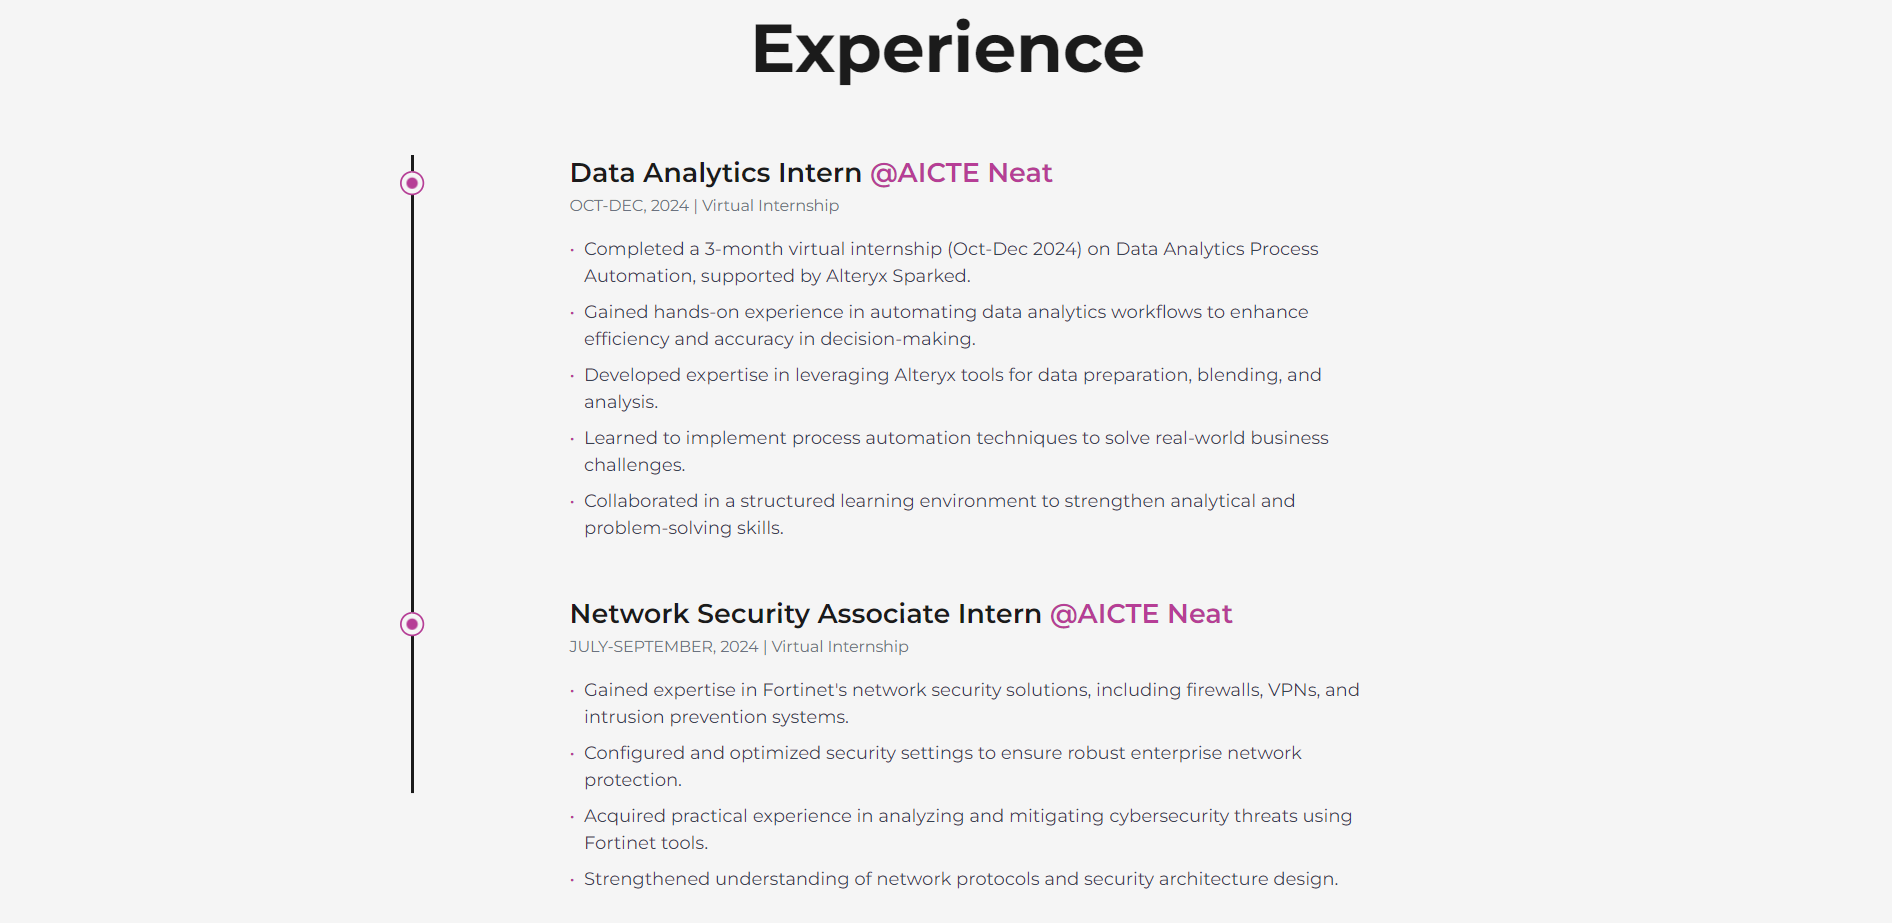 Experience
Data Analytics Intern @AICTE Neat
OCT-DEC, 2024 | Virtual Internship
• Completed a 3-month virtual internship (Oct-Dec 2024) on Data Analytics Process
Automation, supported by Alteryx Sparked.
• Gained hands-on experience in automating data analytics workflows to enhance
efficiency and accuracy in decision-making.
• Developed expertise in leveraging Alteryx tools for data preparation, blending, and
analysis.
• Learned to implement process automation techniques to solve real-world business
challenges.
• Collaborated in a structured learning environment to strengthen analytical and
problem-solving skills.
Network Security Associate Intern @AICTE Neat
JULY-SEPTEMBER, 2024 | Virtual Internship
• Gained expertise in Fortinet's network security solutions, including firewalls, VPNs, and
intrusion prevention systems.
• Configured and optimized security settings to ensure robust enterprise network
protection.
• Acquired practical experience in analyzing and mitigating cybersecurity threats using
Fortinet tools.
• Strengthened understanding of network protocols and security architecture design.